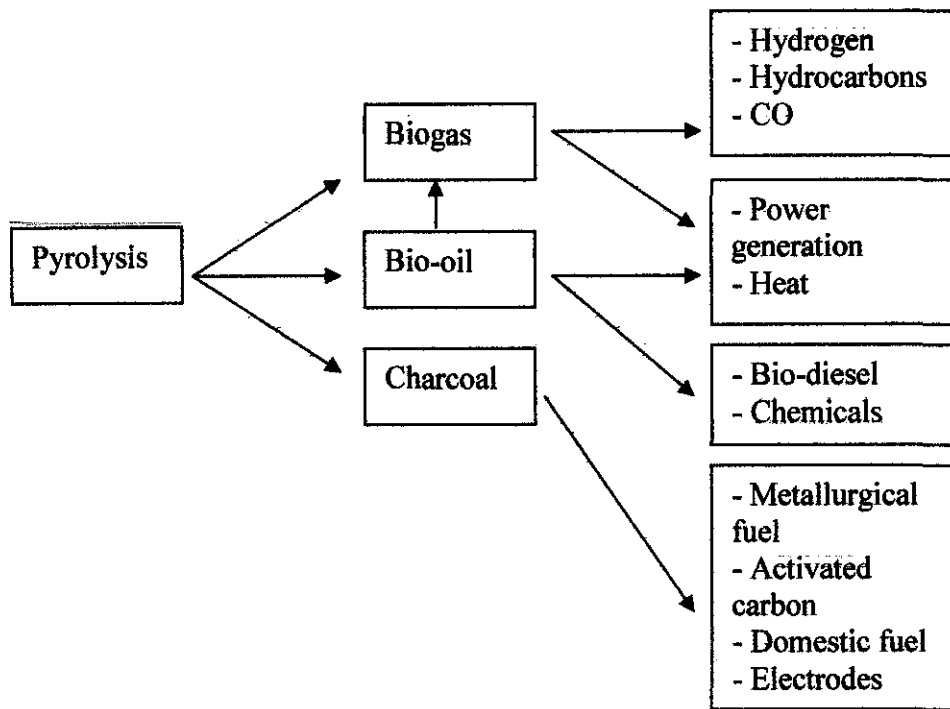 Pyrolysis
Biogas
Bio-oil
Charcoal
- Hydrogen
- Hydrocarbons
- CO
- Power
generation
- Heat
- Bio-diesel
- Chemicals
- Metallurgical
fuel
- Activated
carbon
- Domestic fuel
- Electrodes